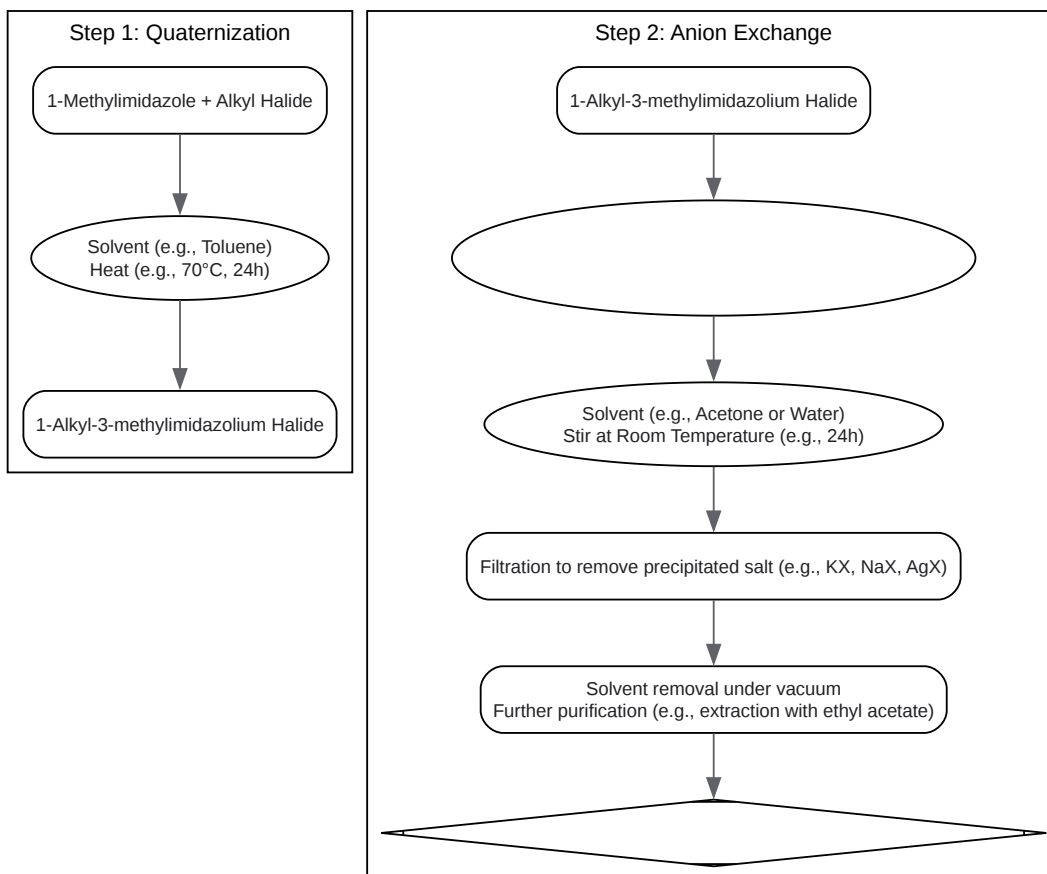 Step 1: Quaternization
1-Methylimidazole + Alkyl Halide
Solvent (e.g., Toluene)
Heat (e.g., 70°C, 24h)
1-Alkyl-3-methylimidazolium Halide
Step 2: Anion Exchange
1-Alkyl-3-methylimidazolium Halide
Solvent (e.g., Acetone or Water)
Stir at Room Temperature (e.g., 24h)
Filtration to remove precipitated salt (e.g., KX, NaX, AgX)
Solvent removal under vacuum
Further purification (e.g., extraction with ethyl acetate)